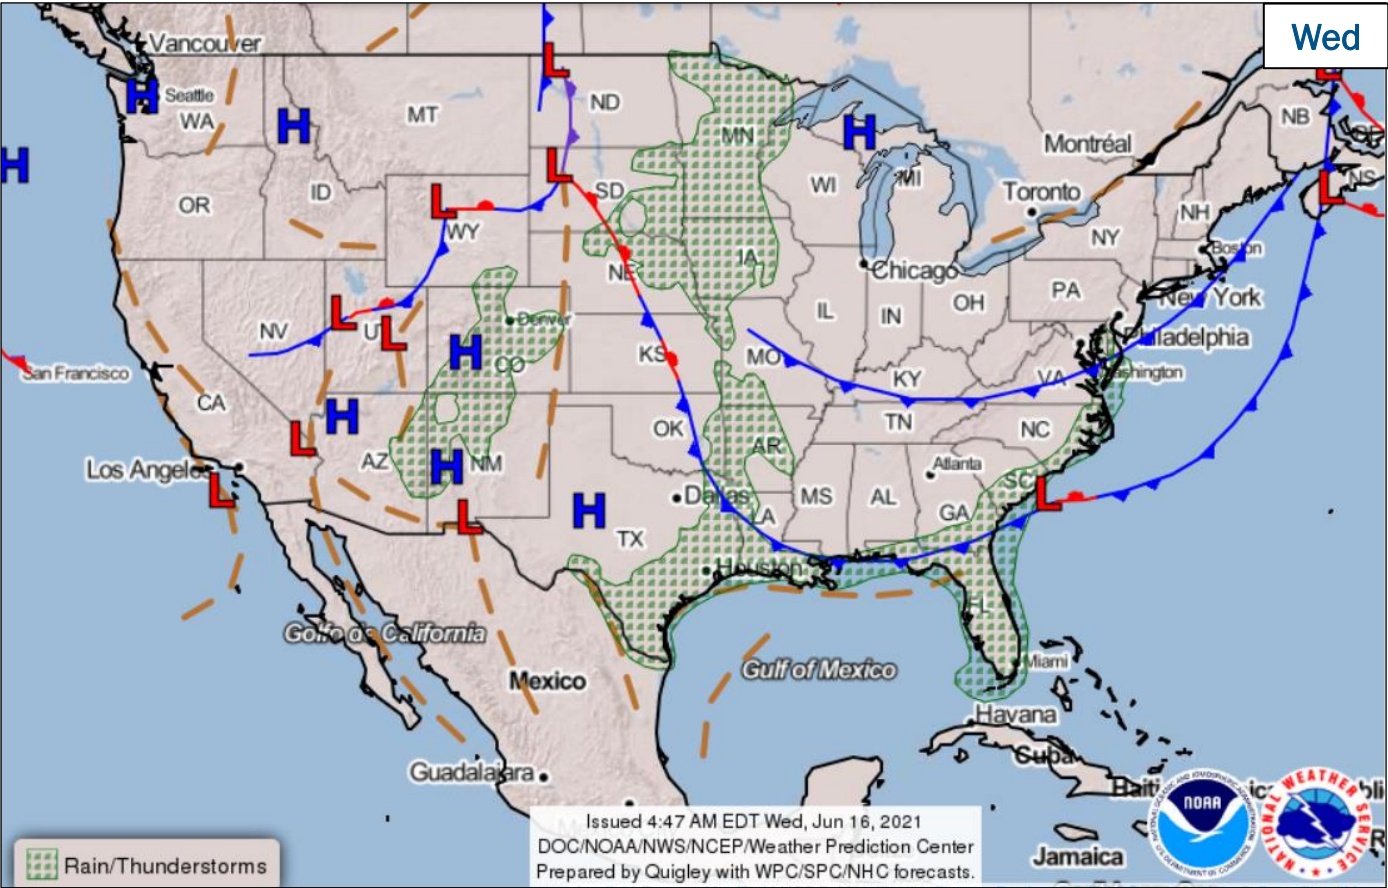 Wed
Vancouver
L
H
Seattle
WA
H
MT
ND
MN
H
L
NB
Montréal
H
L
SD
WI
MI
Toronto
L
NS
OR
ID
L
WY
NH
NY
Boston
NE
IA
Chicago
PA
New York
OH
IL
IN
L
NV
UT
L
Denver
H
CO
KS
MO
KY
VA
Philadelphia
Washington
San Francisco
CA
H
OK
TN
NC
L
AZ
H
NM
AR
Atlanta
SC
Los Angeles
L
Dallas
MS
AL
GA
L
H
LA
L
TX
Houston
FL
Golfo de California
Mexico
Gulf of Mexico
Miami
Havana
Cuba
Guadalajara
Haiti
Jamaica
Issued 4:47 AM EDT Wed, Jun 16, 2021
DOC/NOAA/NWS/NCEP/Weather Prediction Center
Prepared by Quigley with WPC/SPC/NHC forecasts.
Rain/Thunderstorms
NOAA
NATIONAL WEATHER SERVICE